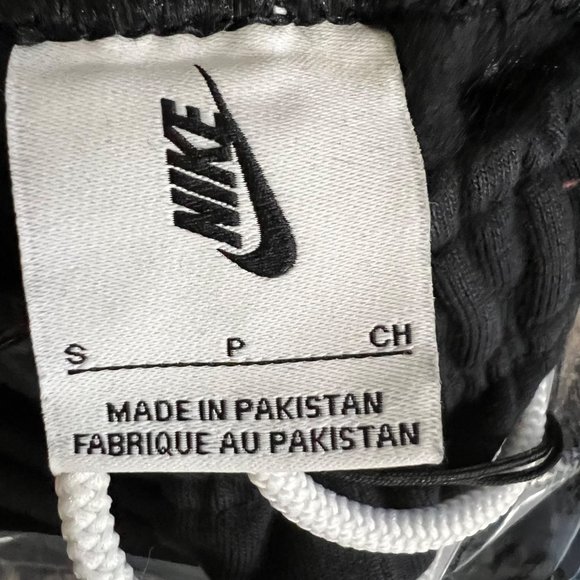 NIKE
S P CH
MADE IN PAKISTAN
FABRIQUE AU PAKISTAN